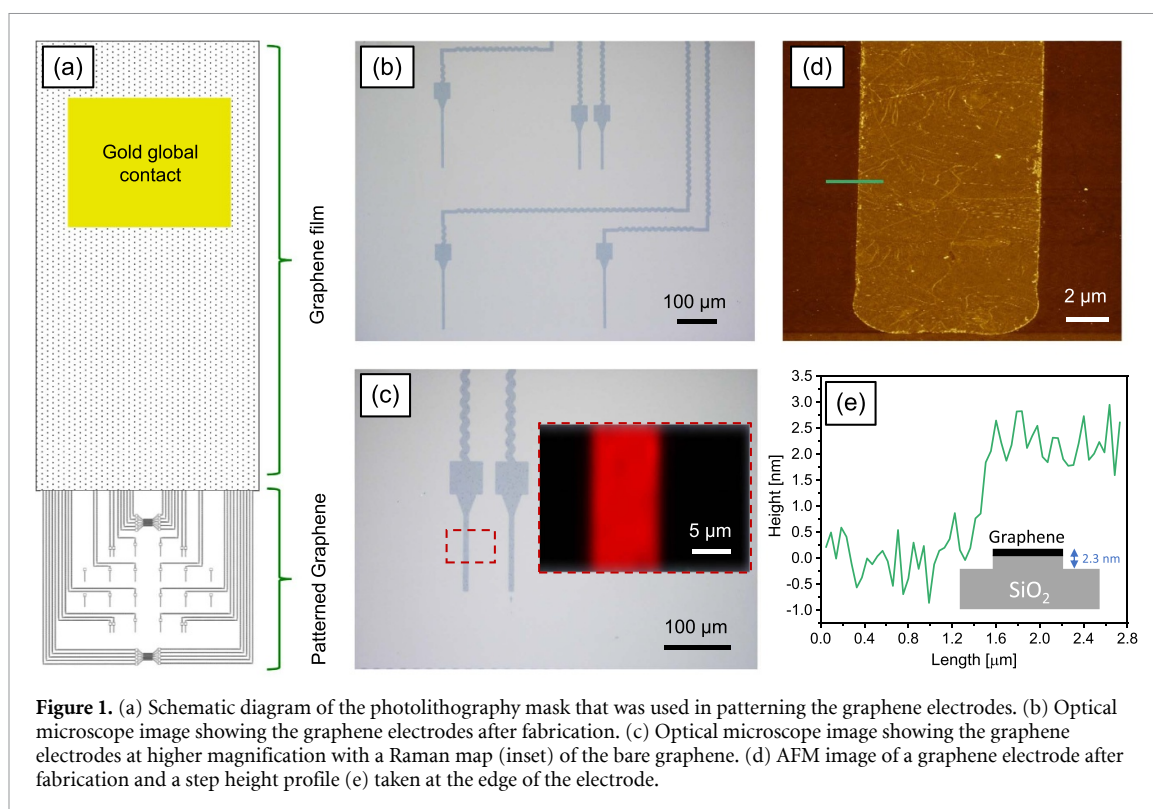 (a)
Gold global
contact
Graphene film
Patterned Graphene
(b)
100 µm
(c)
5 µm
100 µm
(d)
2 µm
(e)
3.5
3.0
2.5
2.0
1.5
1.0
0.5
0.0
-0.5
-1.0
Height [nm]
Graphene
2.3 nm
SiO₂
0.0 0.4 0.8 1.2 1.6 2.0 2.4 2.8
Length [µm]
Figure 1. (a) Schematic diagram of the photolithography mask that was used in patterning the graphene electrodes. (b) Optical
microscope image showing the graphene electrodes after fabrication. (c) Optical microscope image showing the graphene
electrodes at higher magnification with a Raman map (inset) of the bare graphene. (d) AFM image of a graphene electrode after
fabrication and a step height profile (e) taken at the edge of the electrode.